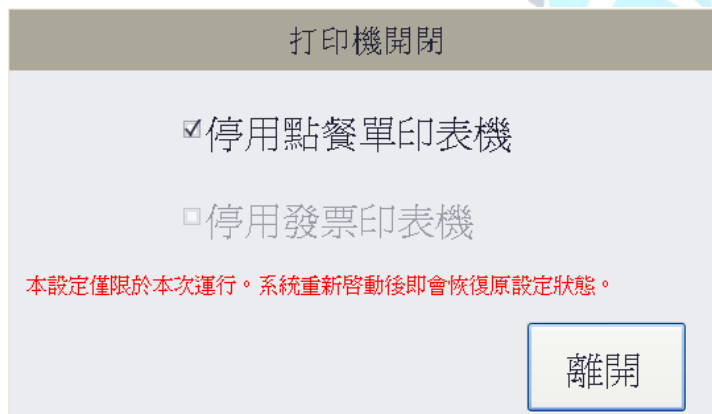 打印機開閉
停用點餐單印表機
停用發票印表機
本設定僅限於本次運行。系統重新啓動後即會恢復原設定狀態。
離開